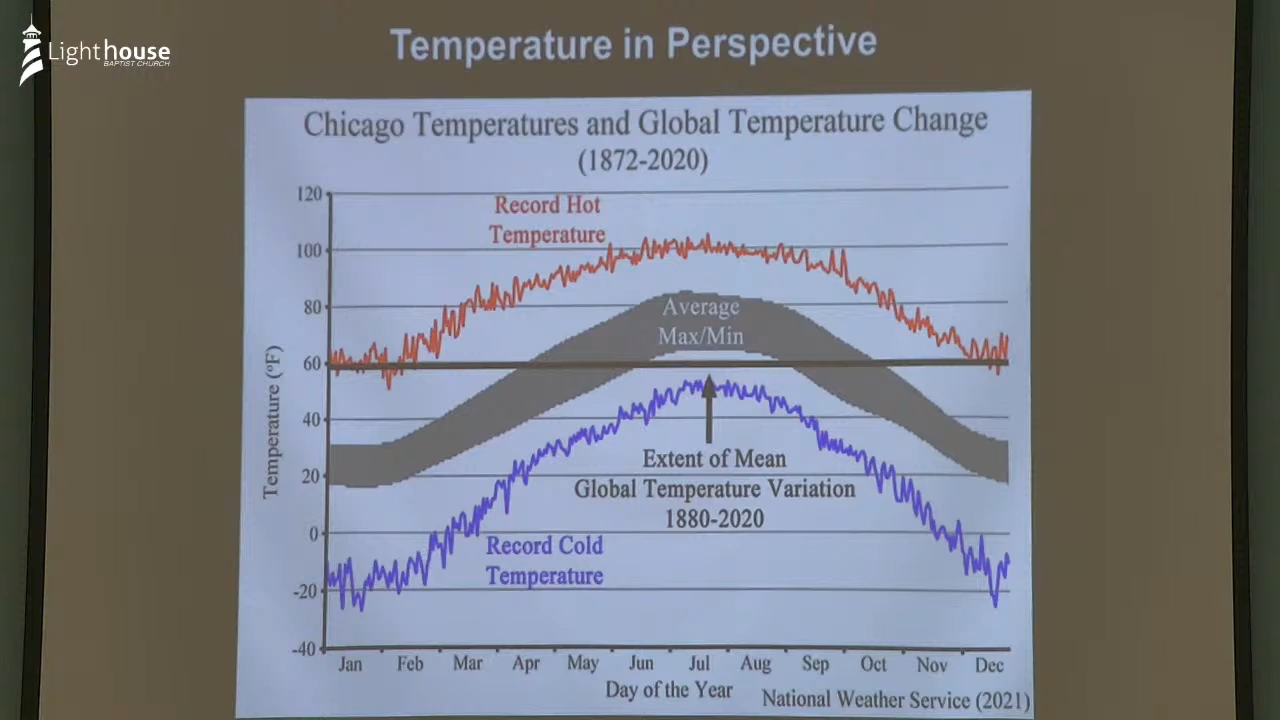 Lighthouse
BAPTIST CHURCH
Temperature in Perspective
Chicago Temperatures and Global Temperature Change
(1872-2020)
120
100
80
60
40
20
0
-20
-40
Temperature (ºF)
Record Hot
Temperature
Average
Max/Min
Extent of Mean
Global Temperature Variation
1880-2020
Record Cold
Temperature
Jan Feb Mar Apr May Jun Jul Aug Sep Oct Nov Dec
Day of the Year
National Weather Service (2021)